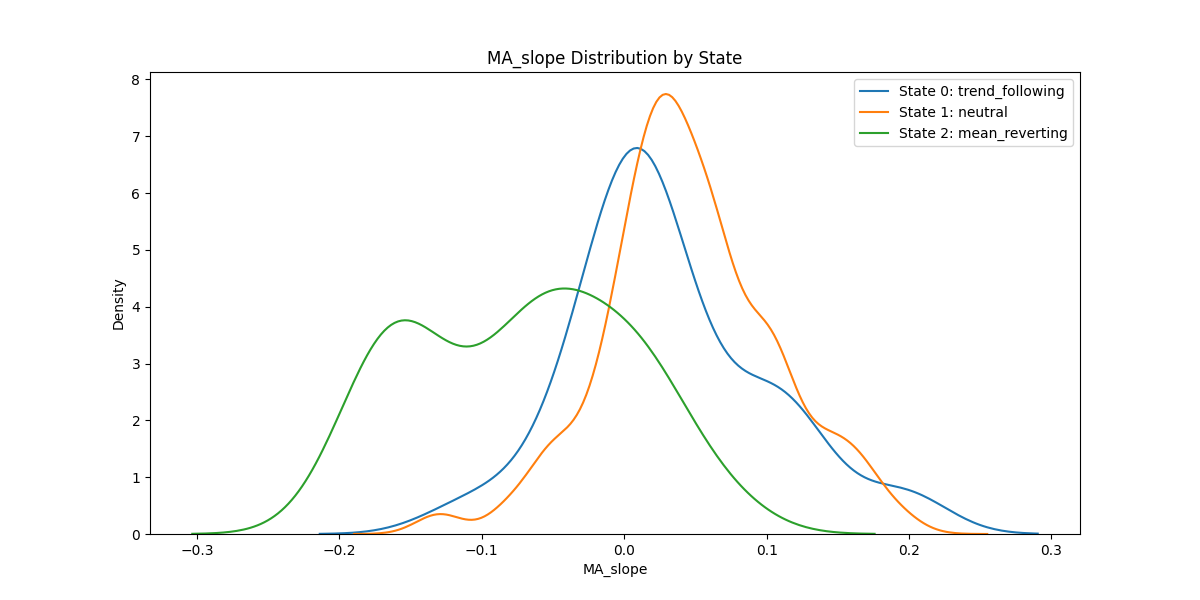 MA_slope Distribution by State
State 0: trend_following
State 1: neutral
State 2: mean_reverting
Density
8
7
6
5
4
3
2
1
0
−0.3
−0.2
−0.1
0.0
0.1
0.2
0.3
MA_slope